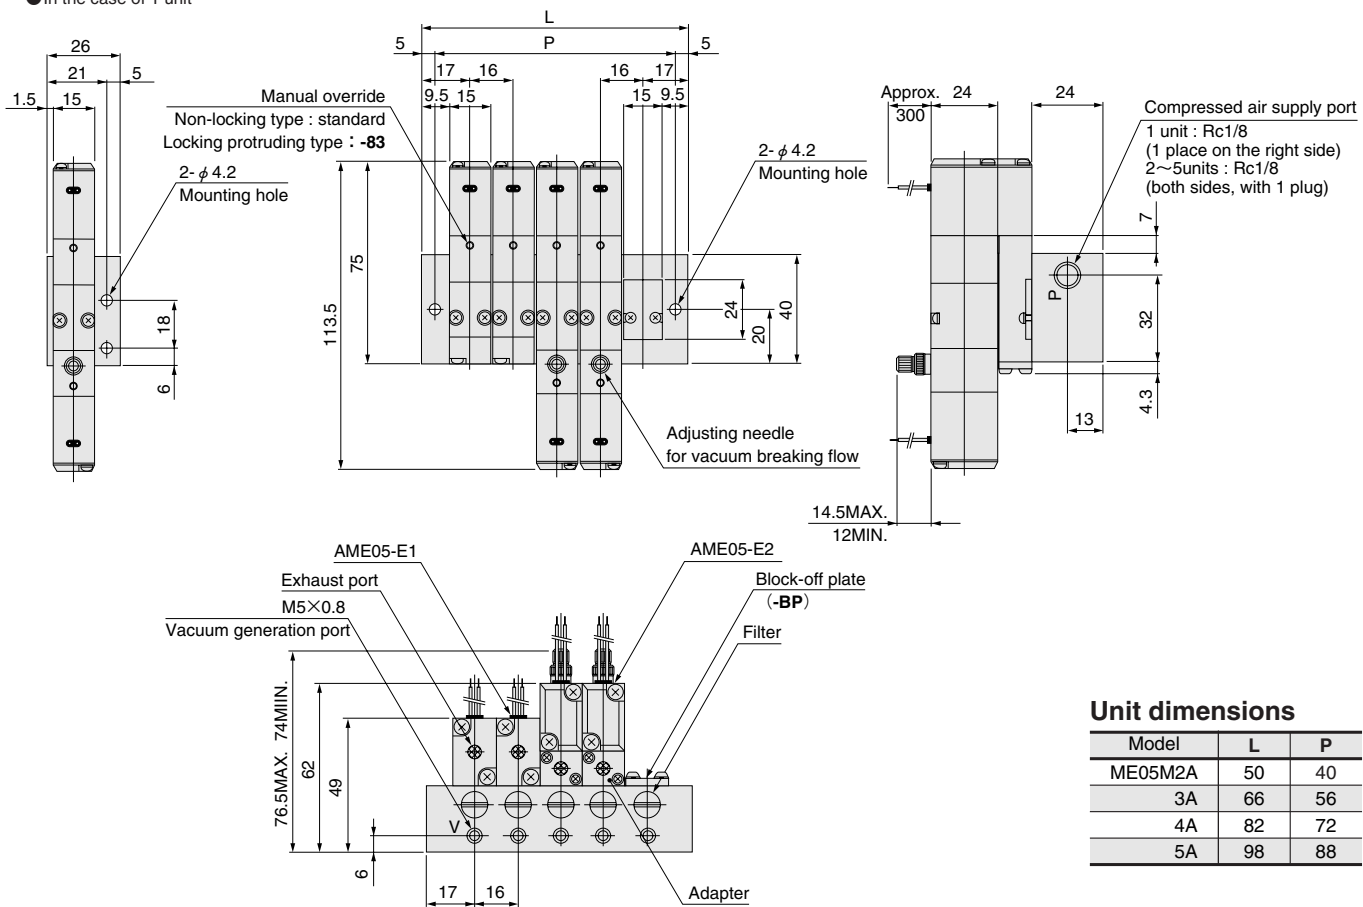 ●In the case of 1 unit
26
21
5
1.5
15
2-φ4.2
Mounting hole
18
6
L
5
P
5
17
16
16
17
9.5
15
15
9.5
Manual override
Non-locking type : standard
Locking protruding type : -83
2-φ4.2
Mounting hole
75
113.5
24
20
40
Adjusting needle
for vacuum breaking flow
Approx.
300
24
24
Compressed air supply port
1 unit : Rc1/8
(1 place on the right side)
2~5units : Rc1/8
(both sides, with 1 plug)
7
P
32
4.3
13
14.5MAX.
12MIN.
AME05-E1
AME05-E2
Exhaust port
Block-off plate
(-BP)
M5×0.8
Vacuum generation port
Filter
76.5MAX. 74MIIN.
62
49
V
6
17
16
Adapter
Unit dimensions
Model L P
ME05M2A 50 40
3A 66 56
4A 82 72
5A 98 88